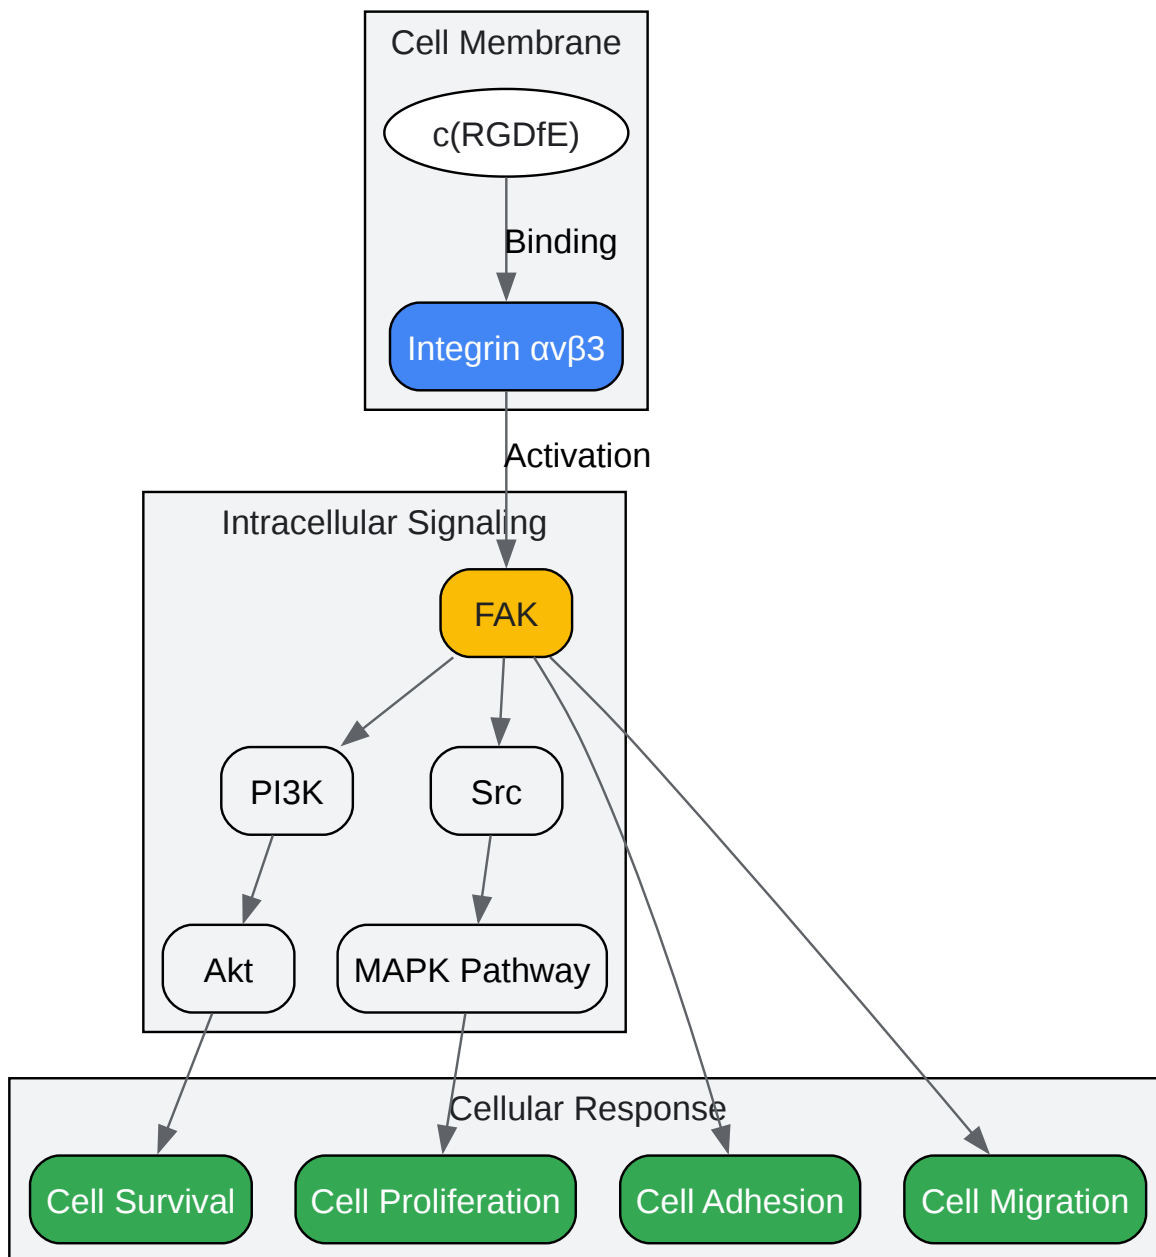 Cell Membrane
c(RGDfE)
Binding
Integrin αvβ3
Activation
Intracellular Signaling
FAK
PI3K
Src
Akt
MAPK Pathway
Cellular Response
Cell Survival
Cell Proliferation
Cell Adhesion
Cell Migration